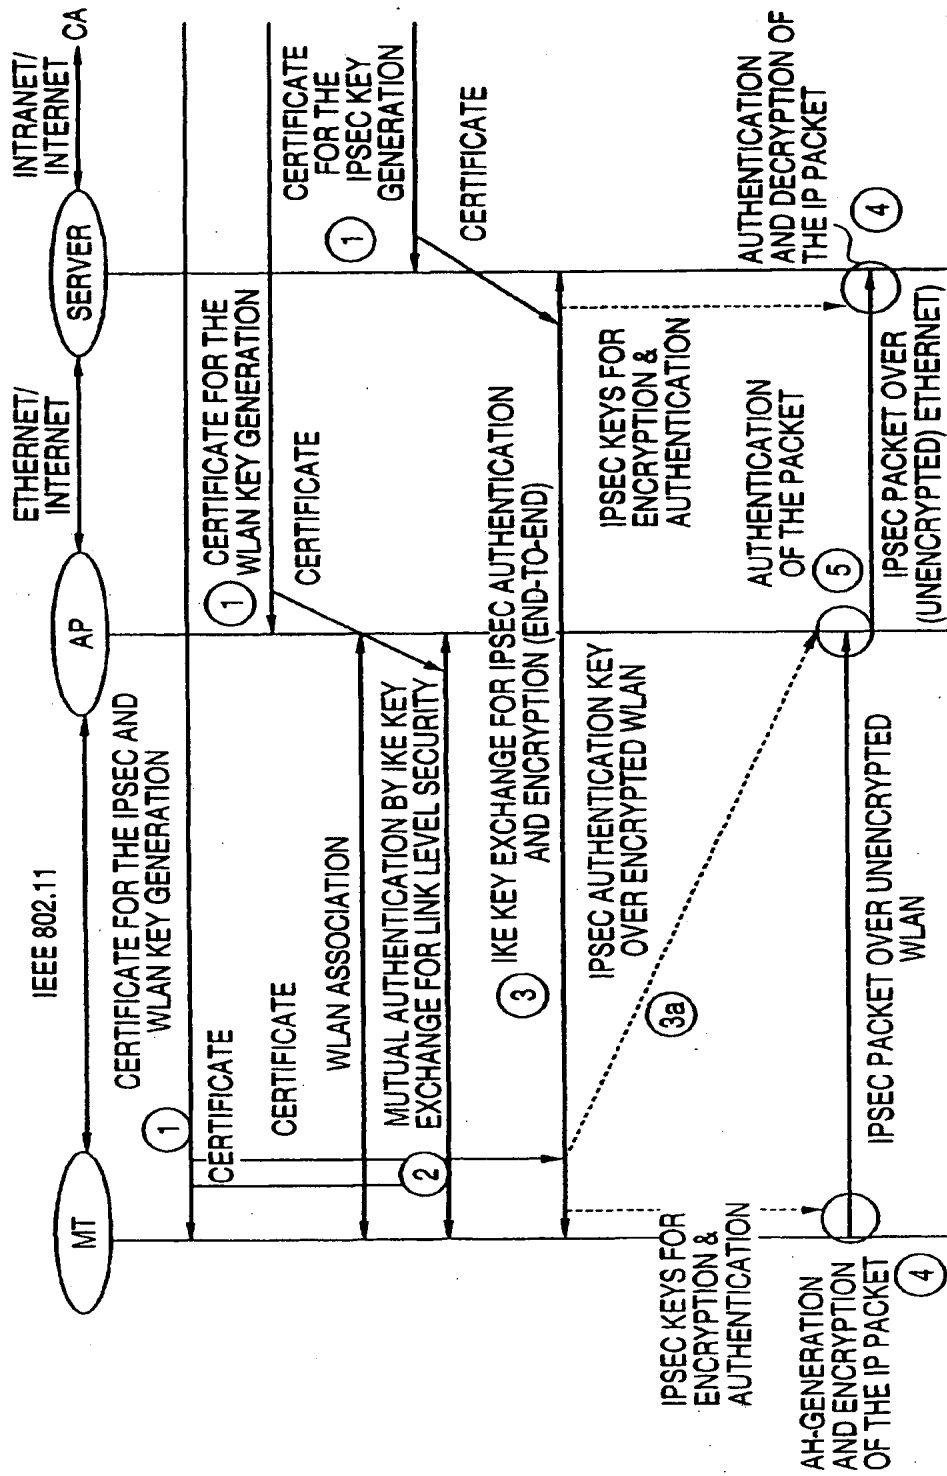 MT
IEEE 802.11
AP
ETHERNET/
INTERNET
SERVER
INTRANET/
INTERNET
CA
CERTIFICATE FOR THE IPSEC AND
WLAN KEY GENERATION
1
CERTIFICATE
CERTIFICATE
1
CERTIFICATE FOR THE
WLAN KEY GENERATION
CERTIFICATE
1
CERTIFICATE
FOR THE
IPSEC KEY
GENERATION
CERTIFICATE
WLAN ASSOCIATION
2
MUTUAL AUTHENTICATION BY IKE KEY
EXCHANGE FOR LINK LEVEL SECURITY
3
IKE KEY EXCHANGE FOR IPSEC AUTHENTICATION
AND ENCRYPTION (END-TO-END)
IPSEC KEYS FOR
ENCRYPTION &
AUTHENTICATION
3a
IPSEC AUTHENTICATION KEY
OVER ENCRYPTED WLAN
IPSEC KEYS FOR
ENCRYPTION &
AUTHENTICATION
AH-GENERATION
AND ENCRYPTION
OF THE IP PACKET
4
IPSEC PACKET OVER UNENCRYPTED
WLAN
5
AUTHENTICATION
OF THE PACKET
IPSEC PACKET OVER
(UNENCRYPTED) ETHERNET)
AUTHENTICATION
AND DECRYPTION OF
THE IP PACKET
4